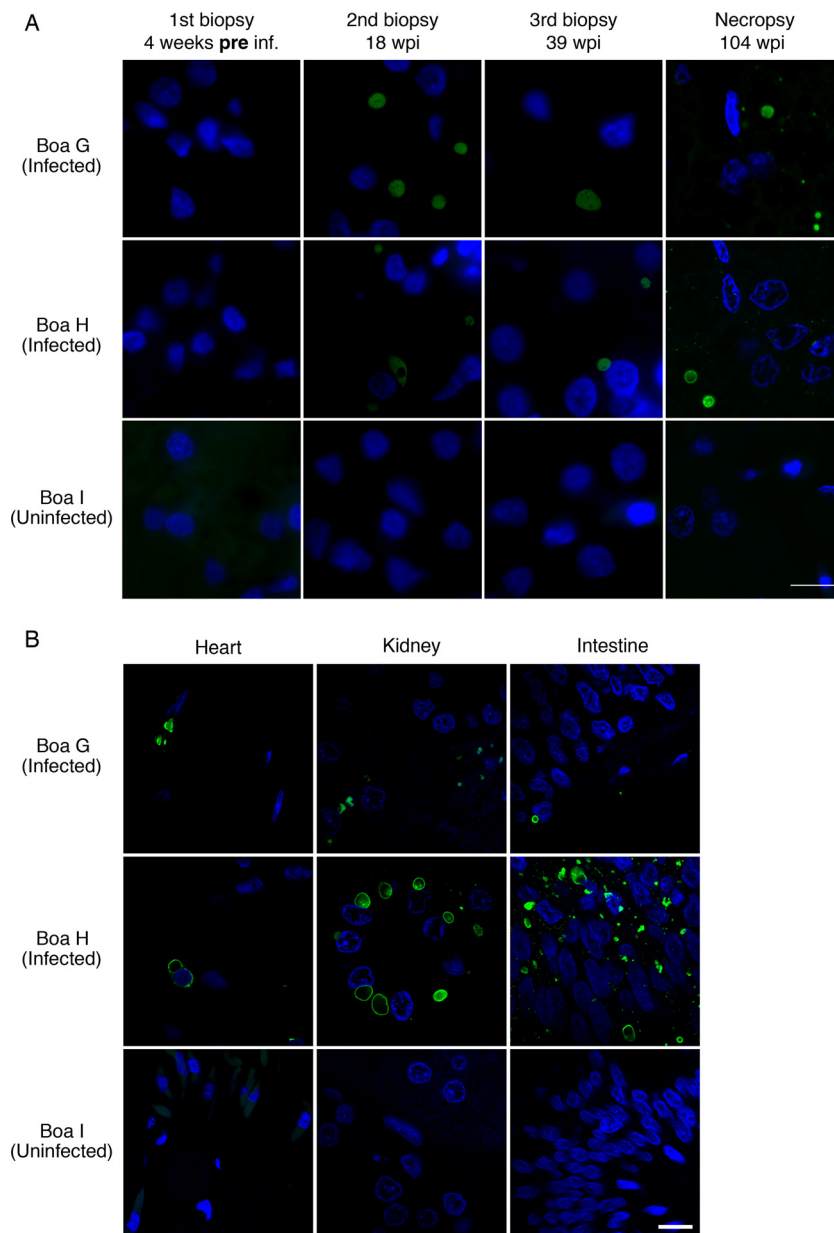 A
1st biopsy
4 weeks pre inf.
2nd biopsy
18 wpi
3rd biopsy
39 wpi
Necropsy
104 wpi
Boa G
(Infected)
Boa H
(Infected)
Boa I
(Uninfected)
B
Heart
Kidney
Intestine
Boa G
(Infected)
Boa H
(Infected)
Boa I
(Uninfected)